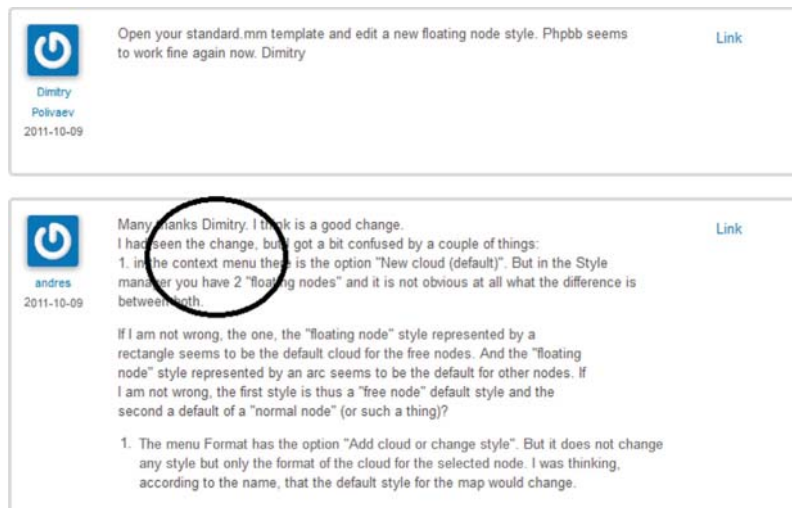 Open your standard.mm template and edit a new floating node style. Phpbb seems
to work fine again now. Dimitry
Link
Dimitry
Polivaev
2011-10-09
Many thanks Dimitry. I think is a good change.
I had seen the change, but I got a bit confused by a couple of things:
1. in the context menu there is the option "New cloud (default)". But in the Style
manager you have 2 "floating nodes" and it is not obvious at all what the difference is
between both.
Link
andres
2011-10-09
If I am not wrong, the one, the "floating node" style represented by a
rectangle seems to be the default cloud for the free nodes. And the "floating
node" style represented by an arc seems to be the default for other nodes. If
I am not wrong, the first style is thus a "free node" default style and the
second a default of a "normal node" (or such a thing)?
1. The menu Format has the option "Add cloud or change style". But it does not change
any style but only the format of the cloud for the selected node. I was thinking,
according to the name, that the default style for the map would change.